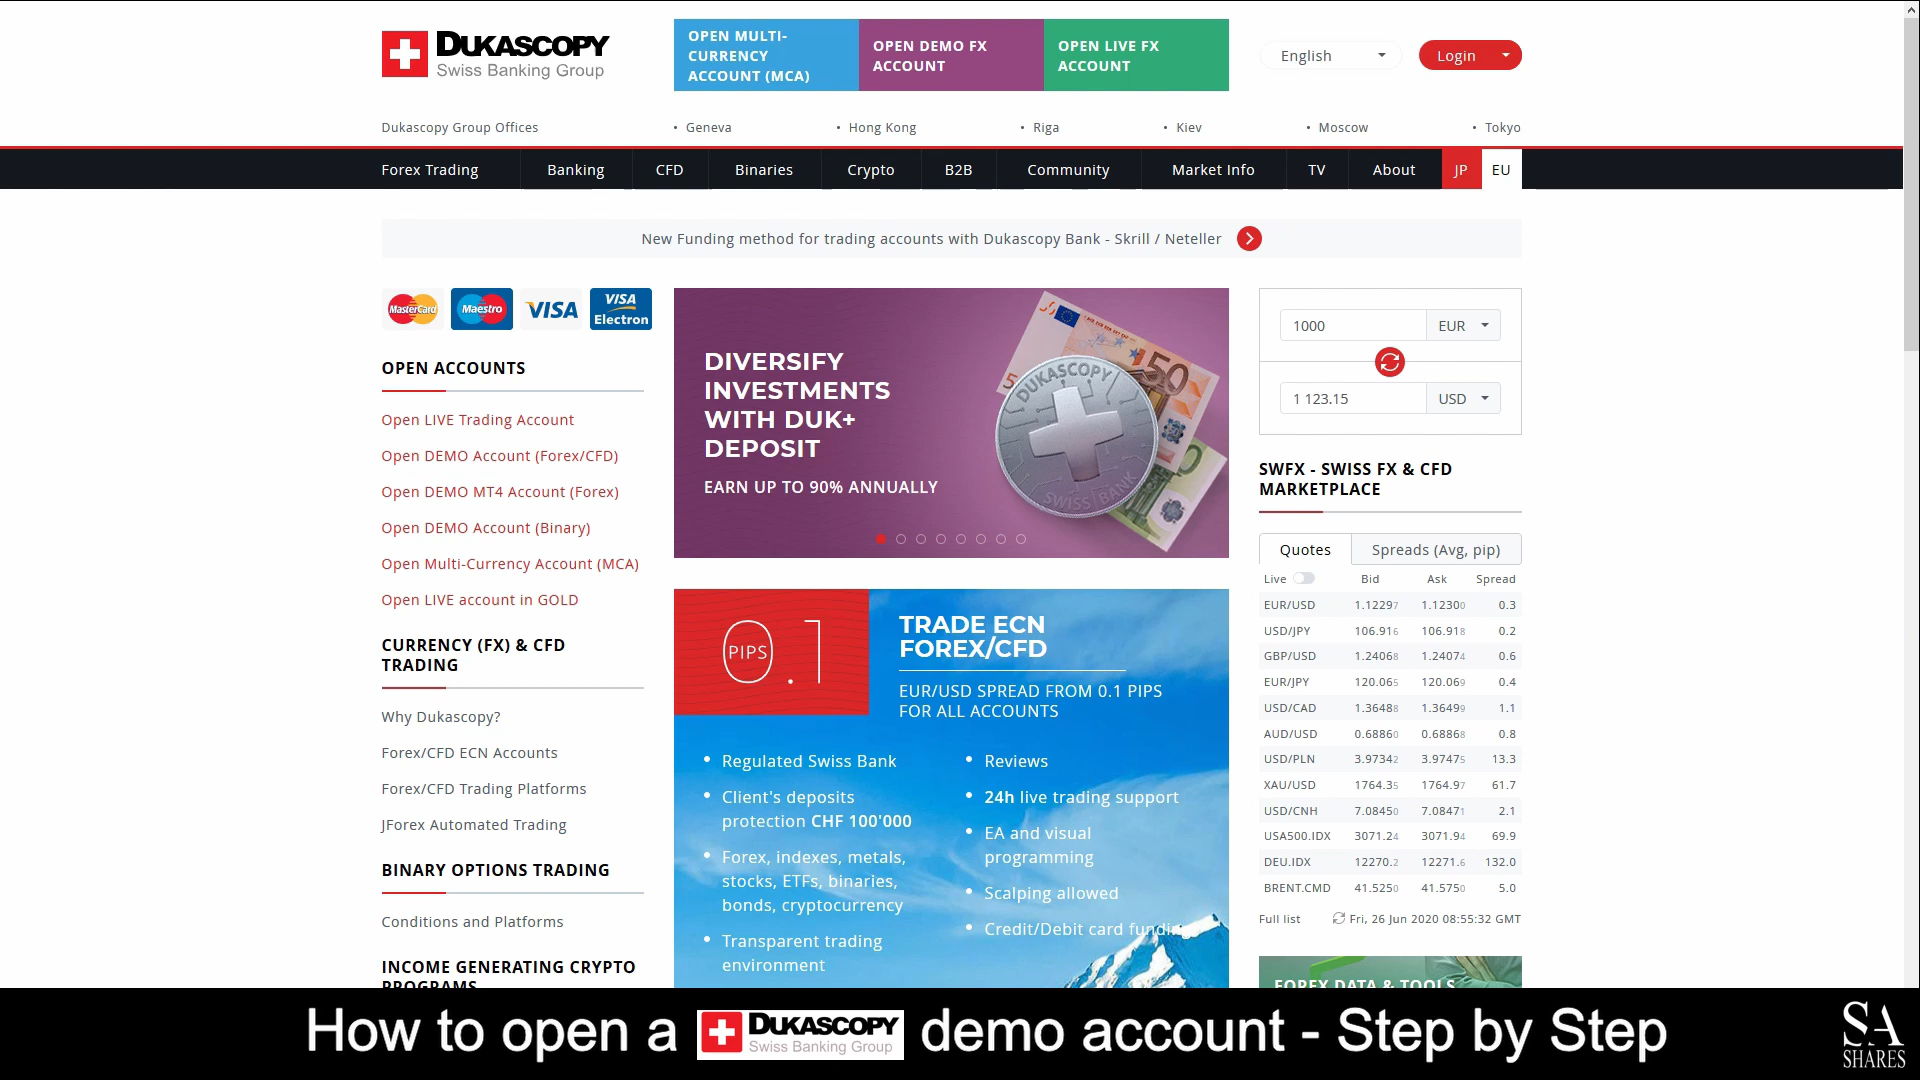 DUKASCOPY
Swiss Banking Group
OPEN MULTI-
CURRENCY
ACCOUNT (MCA)
OPEN DEMO FX
ACCOUNT
OPEN LIVE FX
ACCOUNT
English
Login
Dukascopy Group Offices
• Geneva
• Hong Kong
• Riga
• Kiev
• Moscow
• Tokyo
Forex Trading
Banking
CFD
Binaries
Crypto
B2B
Community
Market Info
TV
About
JP
EU
New Funding method for trading accounts with Dukascopy Bank - Skrill / Neteller
MasterCard
Maestro
VISA
VISA
Electron
OPEN ACCOUNTS
Open LIVE Trading Account
Open DEMO Account (Forex/CFD)
Open DEMO MT4 Account (Forex)
Open DEMO Account (Binary)
Open Multi-Currency Account (MCA)
Open LIVE account in GOLD
CURRENCY (FX) & CFD
TRADING
Why Dukascopy?
Forex/CFD ECN Accounts
Forex/CFD Trading Platforms
JForex Automated Trading
BINARY OPTIONS TRADING
Conditions and Platforms
INCOME GENERATING CRYPTO
PROGRAMS
DIVERSIFY
INVESTMENTS
WITH DUK+
DEPOSIT
EARN UP TO 90% ANNUALLY
DUKASCOPY
SWISS BANK
50
5
0.1
PIPS
TRADE ECN
FOREX/CFD
EUR/USD SPREAD FROM 0.1 PIPS
FOR ALL ACCOUNTS
• Regulated Swiss Bank
• Client's deposits
protection CHF 100'000
• Forex, indexes, metals,
stocks, ETFs, binaries,
bonds, cryptocurrency
• Transparent trading
environment
• Reviews
• 24h live trading support
• EA and visual
programming
• Scalping allowed
• Credit/Debit card funding
1000 EUR
1 123.15 USD
SWFX - SWISS FX & CFD
MARKETPLACE
Quotes Spreads (Avg, pip)
Live Bid Ask Spread
EUR/USD 1.12297 1.12300 0.3
USD/JPY 106.916 106.918 0.2
GBP/USD 1.24068 1.24074 0.6
EUR/JPY 120.065 120.069 0.4
USD/CAD 1.36488 1.36499 1.1
AUD/USD 0.68860 0.68868 0.8
USD/PLN 3.97342 3.97475 13.3
XAU/USD 1764.35 1764.97 61.7
USD/CNH 7.08450 7.08471 2.1
USA500.IDX 3071.24 3071.94 69.9
DEU.IDX 12270.2 12271.6 132.0
BRENT.CMD 41.5250 41.5750 5.0
Full list Fri, 26 Jun 2020 08:55:32 GMT
FOREX DATA & TOOLS
How to open a DUKASCOPY Swiss Banking Group demo account - Step by Step
SA
SHARES